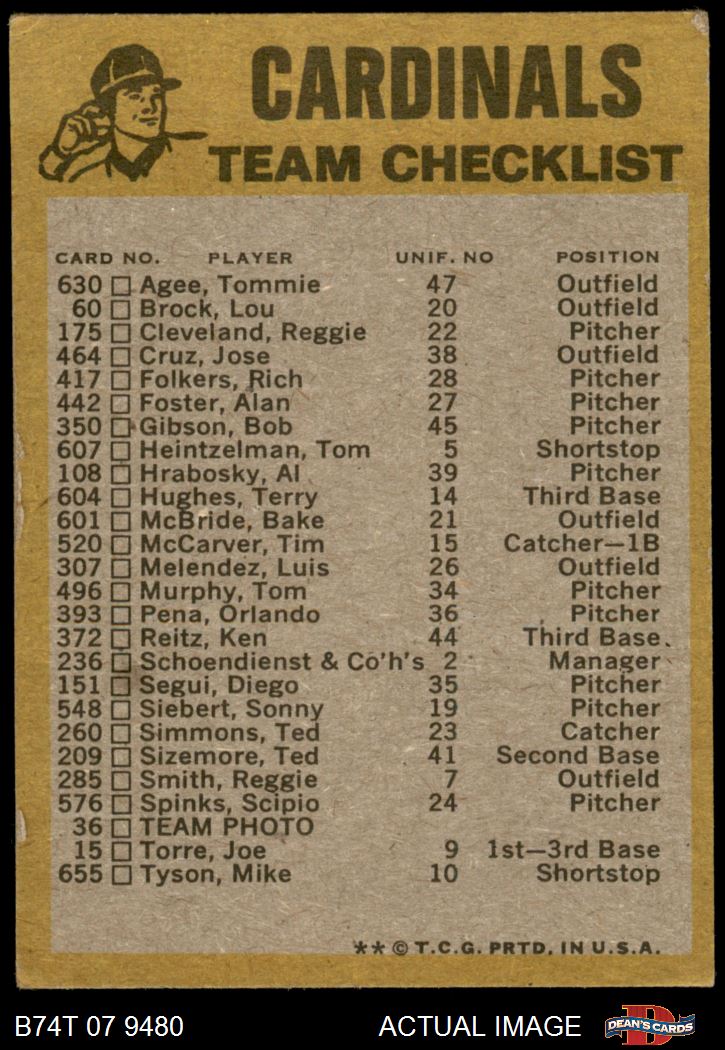 CARDINALS
TEAM CHECKLIST
CARD NO. PLAYER UNIF. NO POSITION
630 □ Agee, Tommie 47 Outfield
60 □ Brock, Lou 20 Outfield
175 □ Cleveland, Reggie 22 Pitcher
464 □ Cruz, Jose 38 Outfield
417 □ Folkers, Rich 28 Pitcher
442 □ Foster, Alan 27 Pitcher
350 □ Gibson, Bob 45 Pitcher
607 □ Heintzelman, Tom 5 Shortstop
108 □ Hrabosky, Al 39 Pitcher
604 □ Hughes, Terry 14 Third Base
601 □ McBride, Bake 21 Outfield
520 □ McCarver, Tim 15 Catcher—1B
307 □ Melendez, Luis 26 Outfield
496 □ Murphy, Tom 34 Pitcher
393 □ Pena, Orlando 36 Pitcher
372 □ Reitz, Ken 44 Third Base
236 □ Schoendienst & Co'h's 2 Manager
151 □ Segui, Diego 35 Pitcher
548 □ Siebert, Sonny 19 Pitcher
260 □ Simmons, Ted 23 Catcher
209 □ Sizemore, Ted 41 Second Base
285 □ Smith, Reggie 7 Outfield
576 □ Spinks, Scipio 24 Pitcher
36 □ TEAM PHOTO
15 □ Torre, Joe 9 1st—3rd Base
655 □ Tyson, Mike 10 Shortstop
** © T.C.G. PRTD. IN U.S.A.
B74T 07 9480 ACTUAL IMAGE
D
DEAN'S CARDS